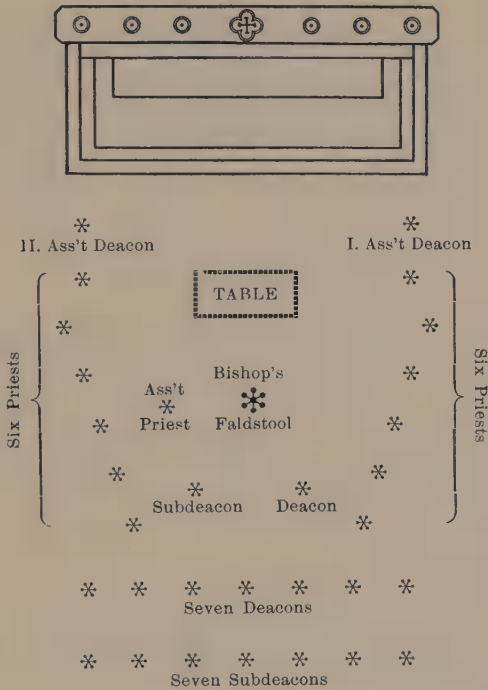 II. Ass't Deacon
I. Ass't Deacon
TABLE
Six Priests
Six Priests
Ass't
Priest
Bishop's
Faldstool
Subdeacon
Deacon
Seven Deacons
Seven Subdeacons